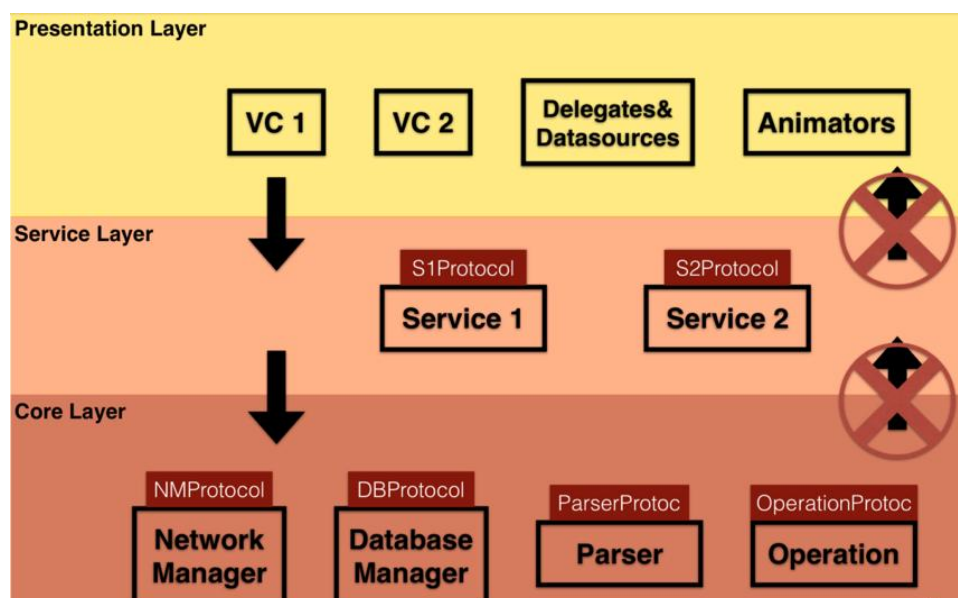 Presentation Layer
VC 1
VC 2
Delegates&
Datasources
Animators
Service Layer
S1Protocol
S2Protocol
Service 1
Service 2
Core Layer
NMProtocol
DBProtocol
ParserProtoc
OperationProtoc
Network
Manager
Database
Manager
Parser
Operation